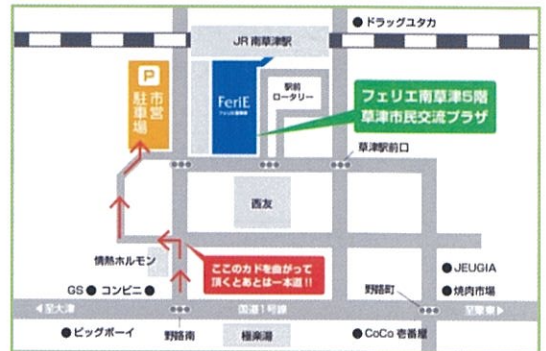 ドラッグユタカ
JR 南草津駅
P
市営
駐車場
FeriE
駅前
ロータリー
フェリエ南草津5階
草津市民交流プラザ
草津駅前口
西友
情熱ホルモン
ここのカドを曲がって
頂くとあとは一本道!!
GS
コンビニ
JEUGIA
野路町
焼肉市場
至大津
国道1号線
至栗東
ビッグボーイ
野路南
極楽湯
CoCo 壱番屋